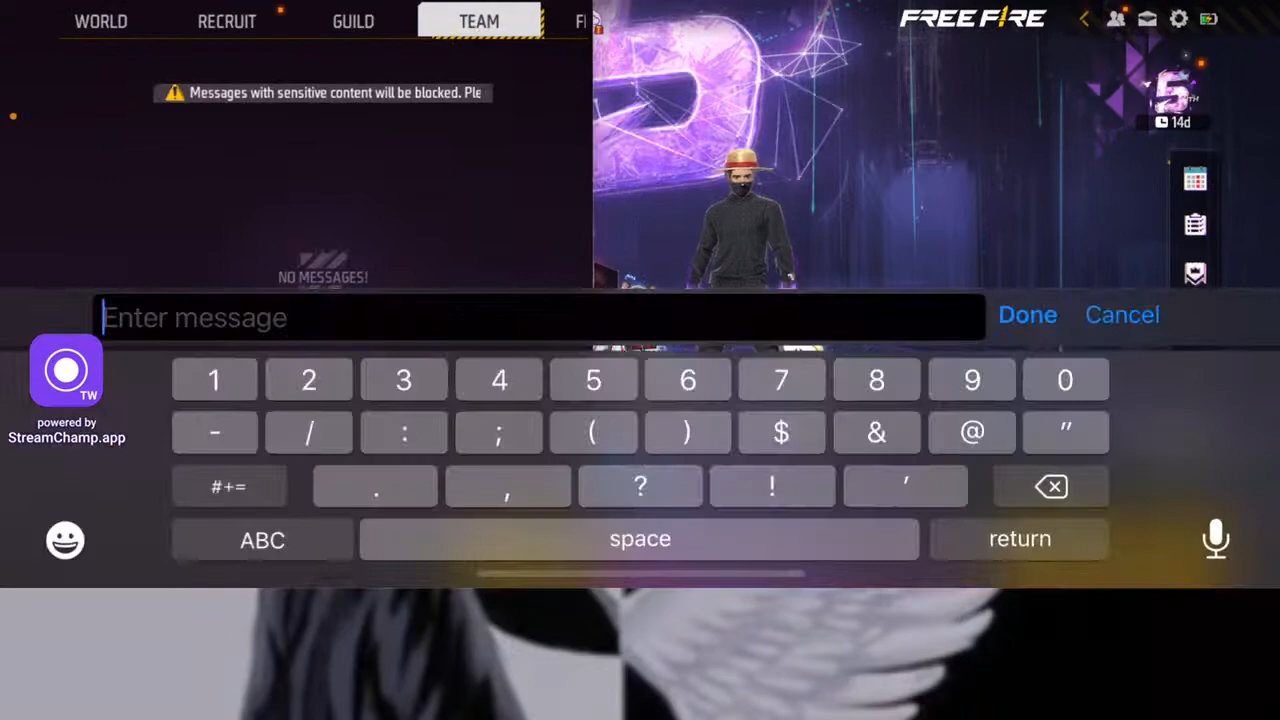 WORLD RECRUIT GUILD TEAM
FREE FIRE
Messages with sensitive content will be blocked. Ple
5TH
14d
NO MESSAGES!
Enter message
Done Cancel
TW
powered by
StreamChamp.app
1 2 3 4 5 6 7 8 9 0
- / : ; ( ) $ & @ "
#+= . , ? ! '
ABC space return